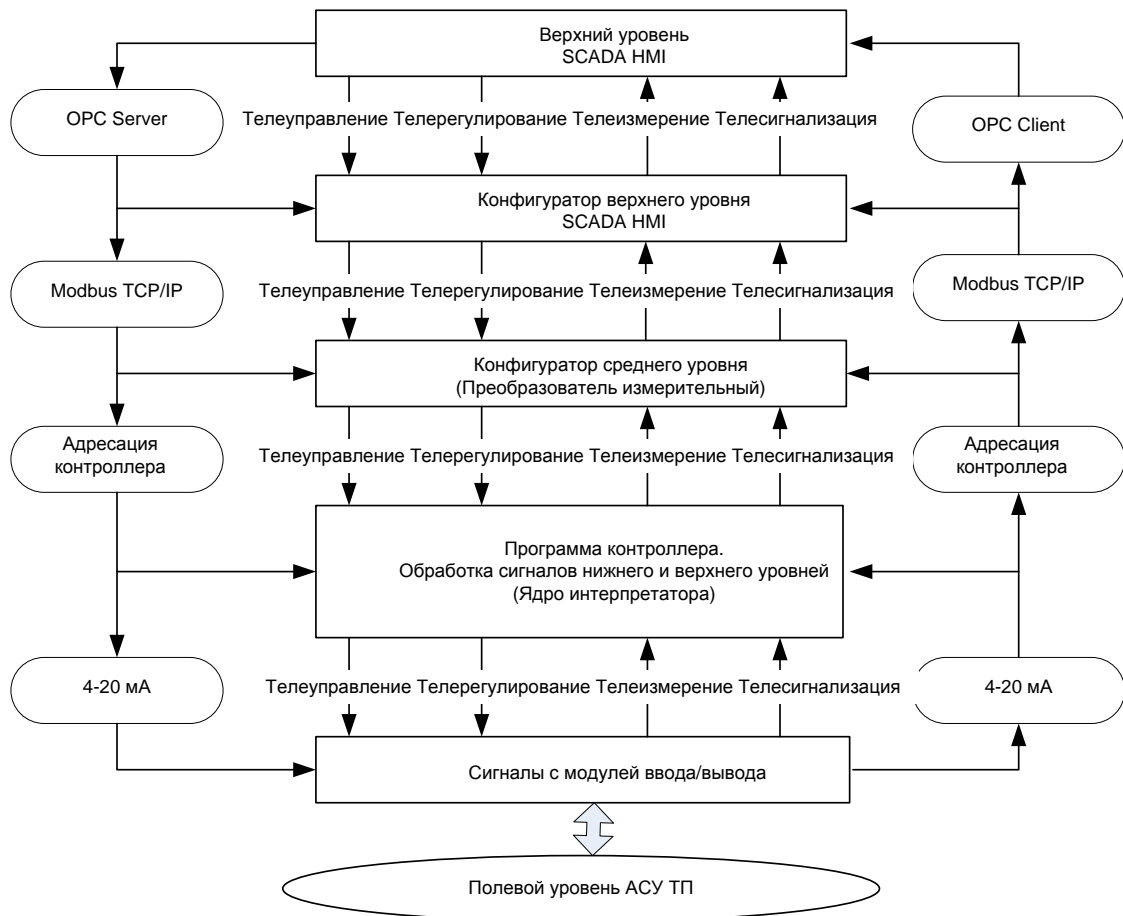 Верхний уровень
SCADA HMI
OPC Server
Телеуправление Телерегулирование Телеизмерение Телесигнализация
OPC Client
Конфигуратор верхнего уровня
SCADA HMI
Modbus TCP/IP
Телеуправление Телерегулирование Телеизмерение Телесигнализация
Modbus TCP/IP
Конфигуратор среднего уровня
(Преобразователь измерительный)
Адресация
контроллера
Телеуправление Телерегулирование Телеизмерение Телесигнализация
Адресация
контроллера
Программа контроллера.
Обработка сигналов нижнего и верхнего уровней
(Ядро интерпретатора)
4-20 мА
Телеуправление Телерегулирование Телеизмерение Телесигнализация
4-20 мА
Сигналы с модулей ввода/вывода
Полевой уровень АСУ ТП